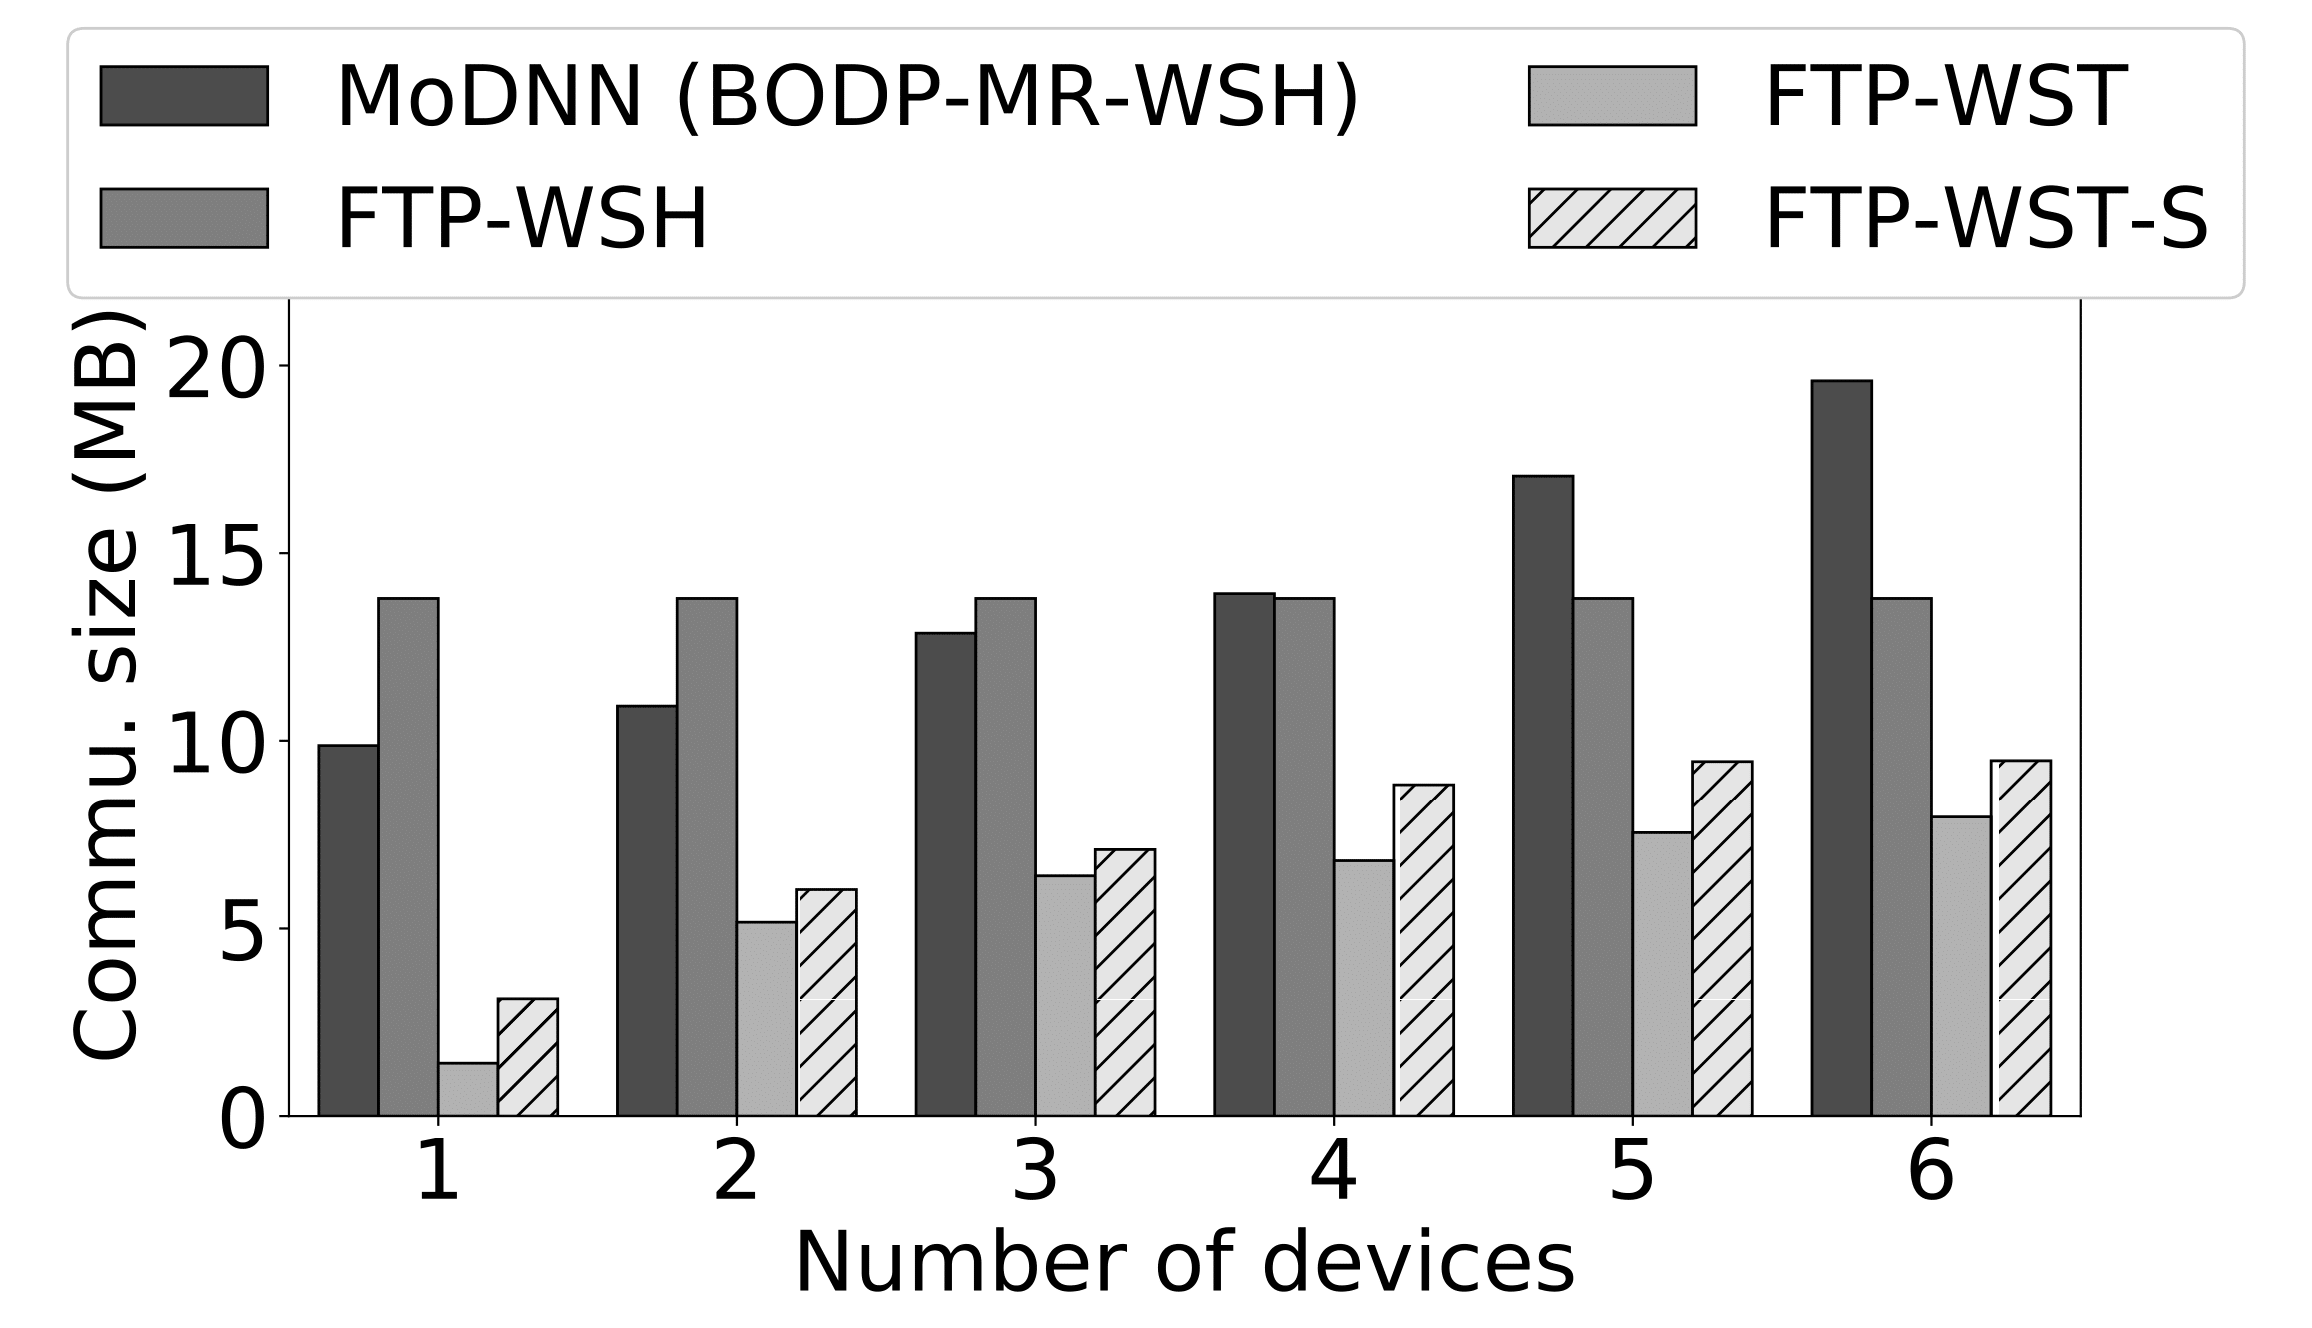 MoDNN (BODP-MR-WSH)
FTP-WSH
FTP-WST
FTP-WST-S
Commu. size (MB)
20
15
10
5
0
1 2 3 4 5 6
Number of devices